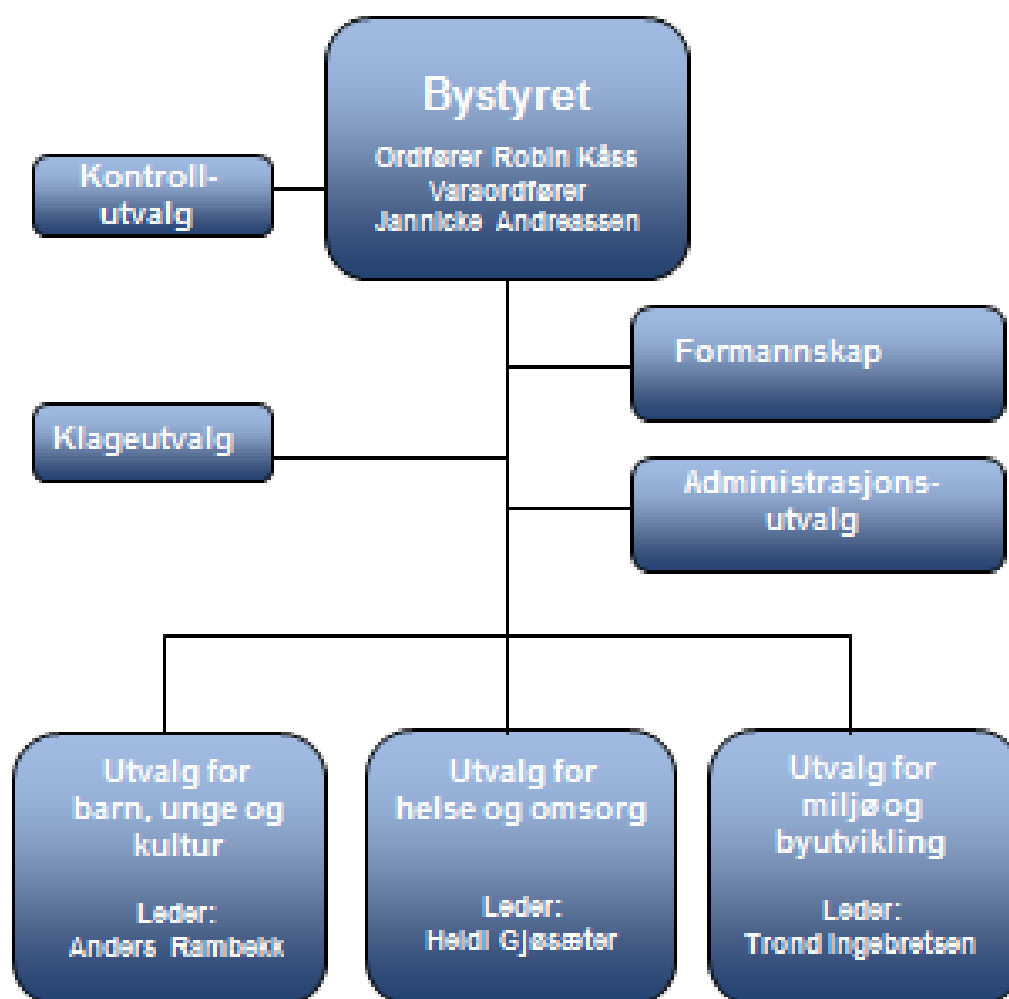 Bystyret
Ordfører Robin Kåss
Varaordfører
Jannicke Andreassen
Kontroll-
utvalg
Formannskap
Klageutvalg
Administrasjons-
utvalg
Utvalg for
barn, unge og
kultur
Leder:
Anders Rambekk
Utvalg for
helse og omsorg
Leder:
Heidi Gjøsæter
Utvalg for
miljø og
byutvikling
Leder:
Trond Ingebretsen